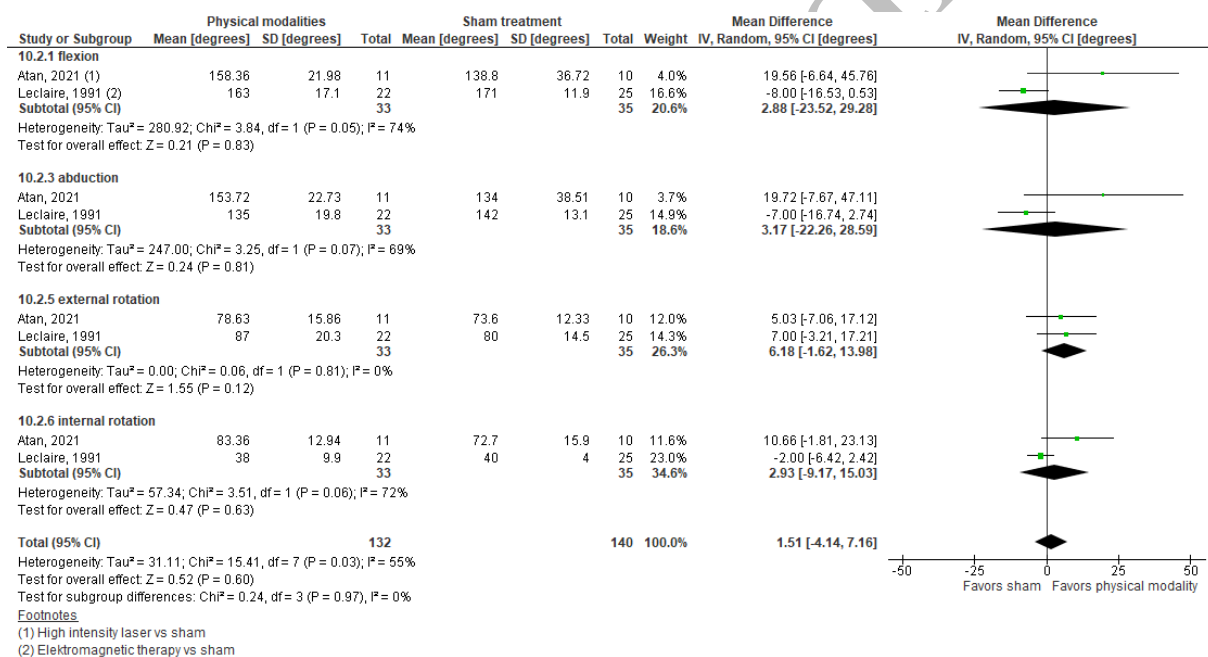 Physical modalities Sham treatment Mean Difference Mean Difference
Study or Subgroup Mean [degrees] SD [degrees] Total Mean [degrees] SD [degrees] Total Weight IV, Random, 95% CI [degrees] IV, Random, 95% CI [degrees]
10.2.1 flexion
Atan, 2021 (1) 158.36 21.98 11 138.8 36.72 10 4.0% 19.56 [-6.64, 45.76]
Leclaire, 1991 (2) 163 17.1 22 171 11.9 25 16.6% -8.00 [-16.53, 0.53]
Subtotal (95% CI) 33 35 20.6% 2.88 [-23.52, 29.28]
Heterogeneity: Tau² = 280.92; Chi² = 3.84, df = 1 (P = 0.05); I² = 74%
Test for overall effect: Z = 0.21 (P = 0.83)
10.2.3 abduction
Atan, 2021 153.72 22.73 11 134 38.51 10 3.7% 19.72 [-7.67, 47.11]
Leclaire, 1991 135 19.8 22 142 13.1 25 14.9% -7.00 [-16.74, 2.74]
Subtotal (95% CI) 33 35 18.6% 3.17 [-22.26, 28.59]
Heterogeneity: Tau² = 247.00; Chi² = 3.25, df = 1 (P = 0.07); I² = 69%
Test for overall effect: Z = 0.24 (P = 0.81)
10.2.5 external rotation
Atan, 2021 78.63 15.86 11 73.6 12.33 10 12.0% 5.03 [-7.06, 17.12]
Leclaire, 1991 87 20.3 22 80 14.5 25 14.3% 7.00 [-3.21, 17.21]
Subtotal (95% CI) 33 35 26.3% 6.18 [-1.62, 13.98]
Heterogeneity: Tau² = 0.00; Chi² = 0.06, df = 1 (P = 0.81); I² = 0%
Test for overall effect: Z = 1.55 (P = 0.12)
10.2.6 internal rotation
Atan, 2021 83.36 12.94 11 72.7 15.9 10 11.6% 10.66 [-1.81, 23.13]
Leclaire, 1991 38 9.9 22 40 4 25 23.0% -2.00 [-6.42, 2.42]
Subtotal (95% CI) 33 35 34.6% 2.93 [-9.17, 15.03]
Heterogeneity: Tau² = 57.34; Chi² = 3.51, df = 1 (P = 0.06); I² = 72%
Test for overall effect: Z = 0.47 (P = 0.63)
Total (95% CI) 132 140 100.0% 1.51 [-4.14, 7.16]
Heterogeneity: Tau² = 31.11; Chi² = 15.41, df = 7 (P = 0.03); I² = 55%
Test for overall effect: Z = 0.52 (P = 0.60)
Test for subgroup differences: Chi² = 0.24, df = 3 (P = 0.97), I² = 0%
-50 -25 0 25 50
Favors sham Favors physical modality
Footnotes
(1) High intensity laser vs sham
(2) Elektromagnetic therapy vs sham